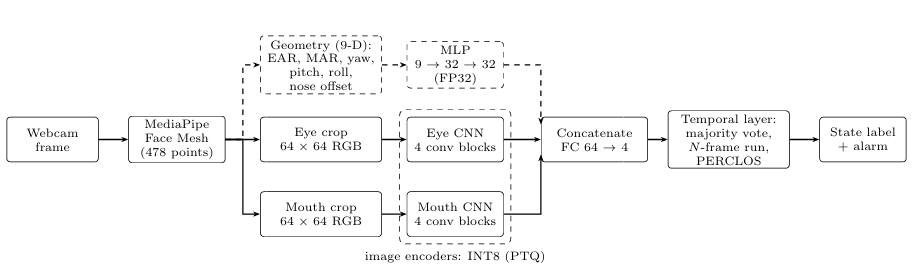 Geometry (9-D):
EAR, MAR, yaw,
pitch, roll,
nose offset
MLP
9 → 32 → 32
(FP32)
Webcam
frame
MediaPipe
Face Mesh
(478 points)
Eye crop
64 × 64 RGB
Eye CNN
4 conv blocks
Concatenate
FC 64 → 4
Temporal layer:
majority vote,
N-frame run,
PERCLOS
State label
+ alarm
Mouth crop
64 × 64 RGB
Mouth CNN
4 conv blocks
image encoders: INT8 (PTQ)